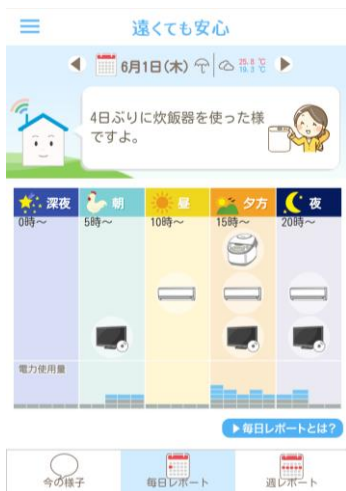 遠くても安心
6月1日(木) 25.8 ℃
19.3 ℃
4日ぶりに炊飯器を使った様
ですよ。
深夜 朝 昼 夕方 夜
0時～ 5時～ 10時～ 15時～ 20時～
電力使用量
▶毎日レポートとは?
今の様子 毎日レポート 週レポート